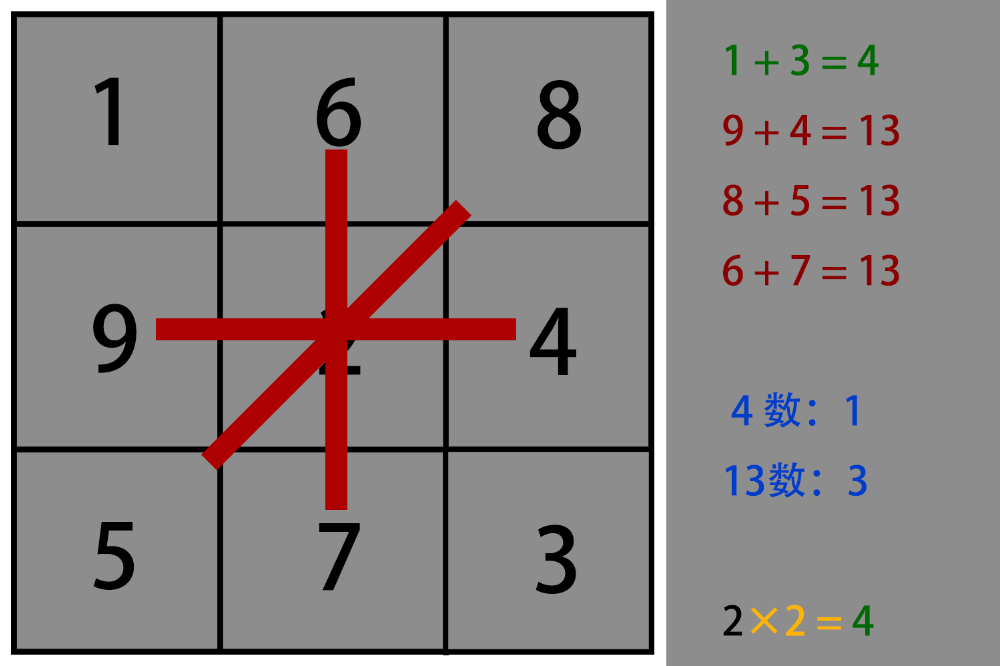 1 6 8
9 2 4
5 7 3
1 + 3 = 4
9 + 4 = 13
8 + 5 = 13
6 + 7 = 13
4 数：1
13数：3
2×2 = 4